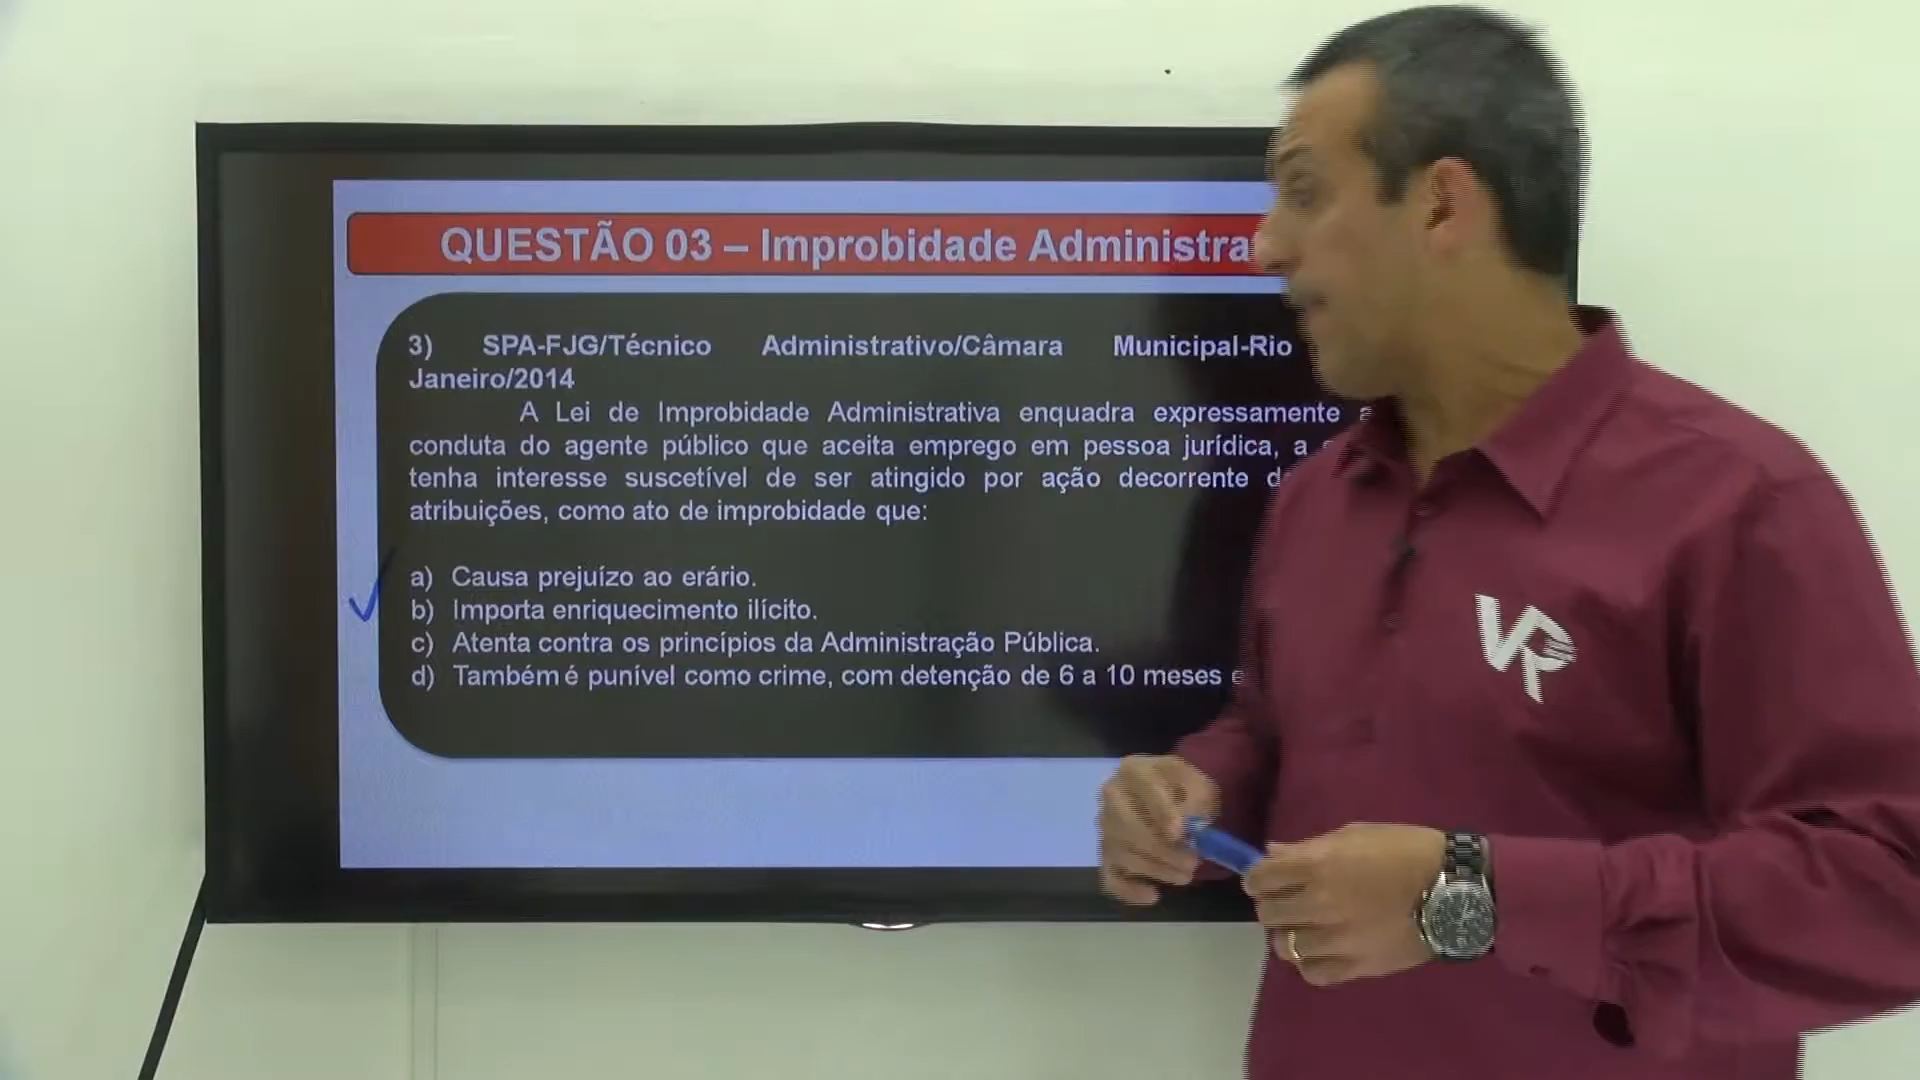 QUESTÃO 03 – Improbidade Administra
3) SPA-FJG/Técnico Administrativo/Câmara Municipal-Rio
Janeiro/2014
A Lei de Improbidade Administrativa enquadra expressamente
conduta do agente público que aceita emprego em pessoa jurídica, a
tenha interesse suscetível de ser atingido por ação decorrente
atribuições, como ato de improbidade que:
a) Causa prejuízo ao erário.
b) Importa enriquecimento ilícito.
c) Atenta contra os princípios da Administração Pública.
d) Também é punível como crime, com detenção de 6 a 10 meses
VP